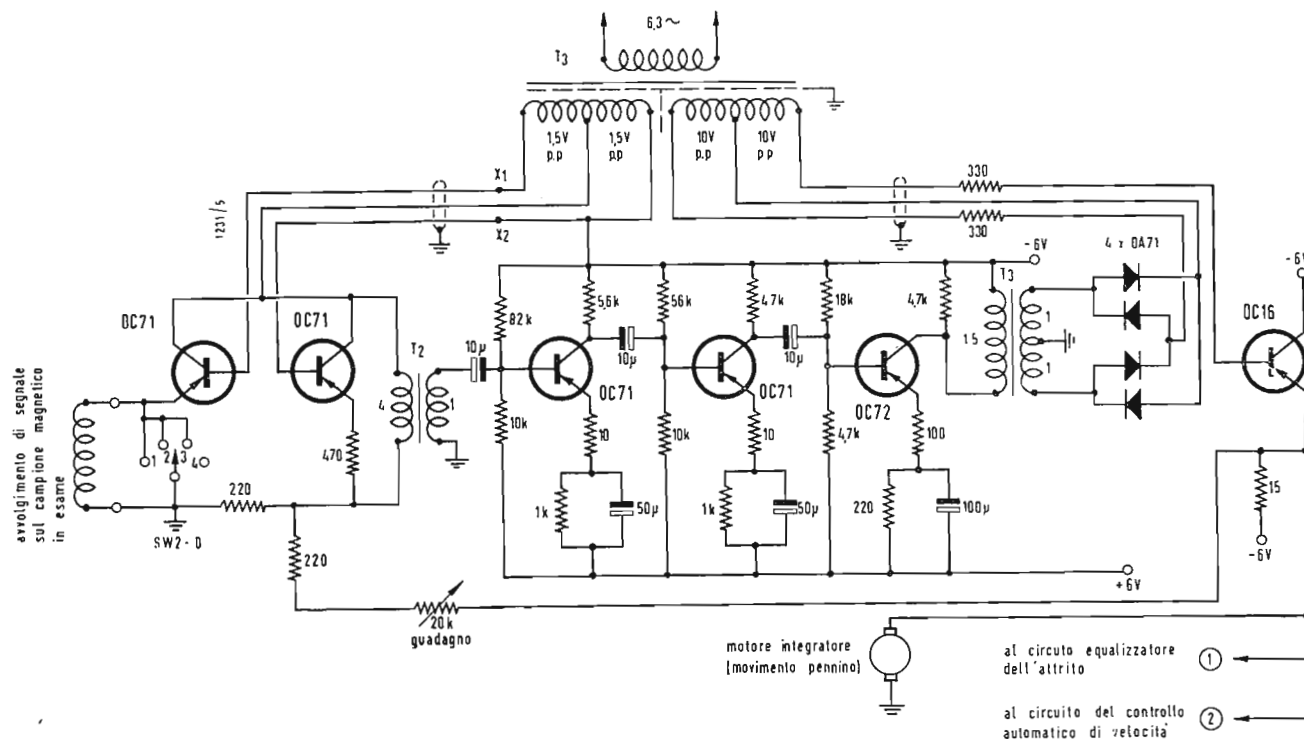 6,3 ~
T3
1,5V p.p
1,5V p.p
10V p.p
10V p p
X1
X2
1231/5
330
330
- 6V
4 x OA71
-6V
T3
OC71
OC71
T2
4
1
10µ
82k
10k
5,6k
10µ
OC71
10
1k
50µ
56k
10k
4,7k
10µ
OC71
10
1k
50µ
18k
4,7k
4,7k
OC72
100
220
100µ
15
1
1
OC16
15
-6V
+ 6V
avvolgimento di segnale
sul campione magnetico
in esame
1
2
3
4
SW2 - D
220
470
220
20k
guadagno
motore integratore
(movimento pennino)
al circuto equalizzatore
dell'attrito
1
al circuito del controllo
automatico di velocità
2